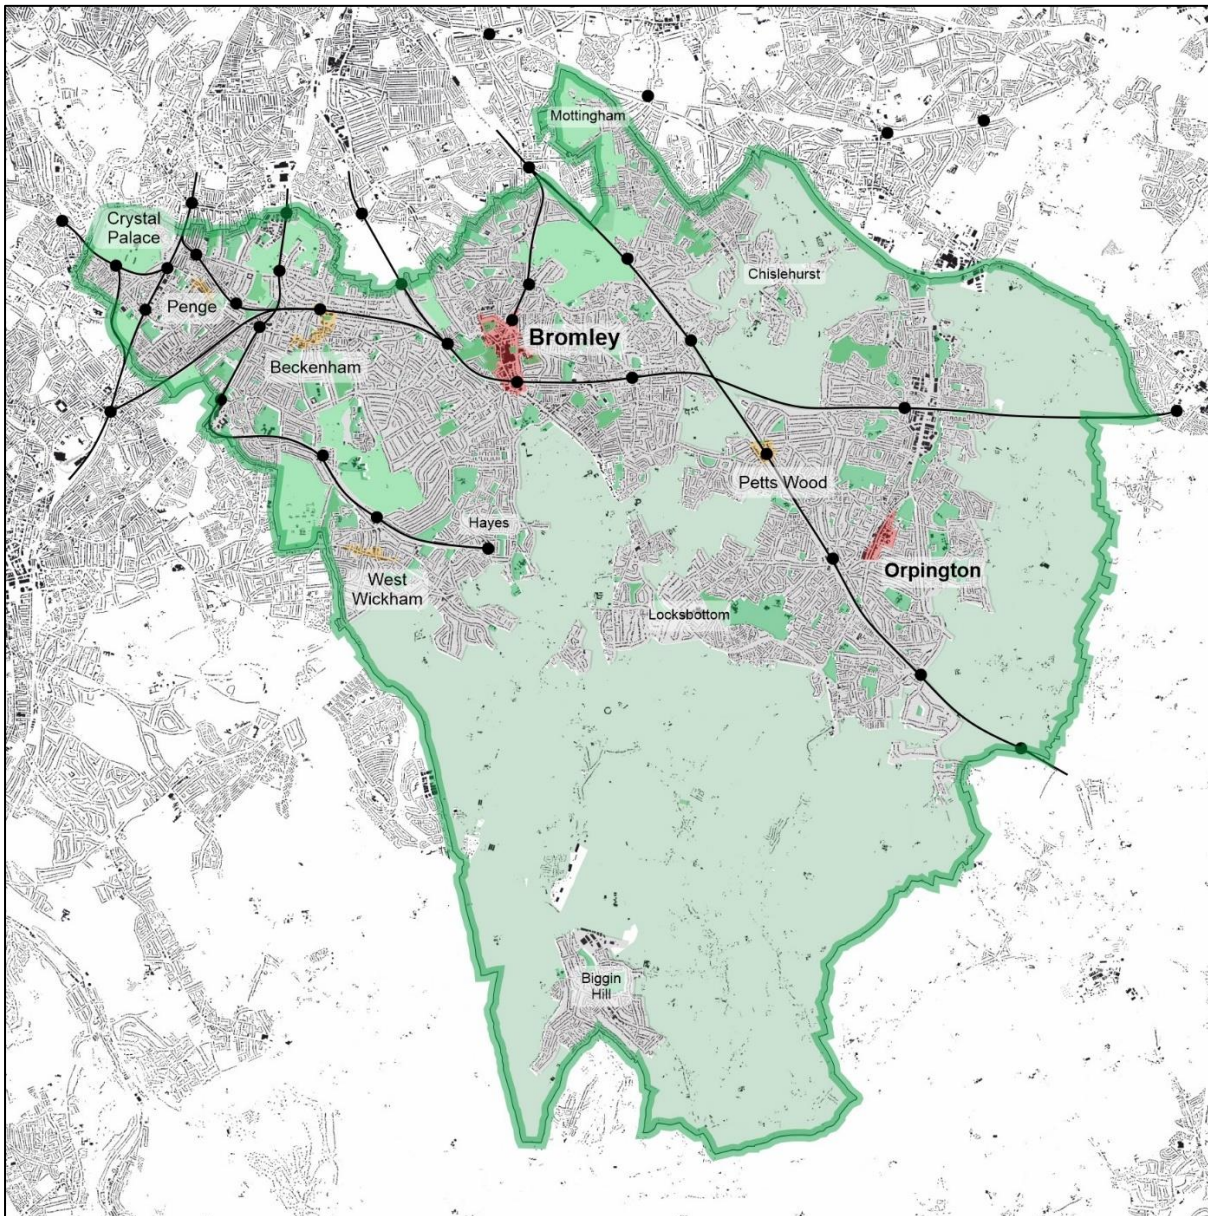 Mottingham
Crystal
Palace
Chislehurst
Penge
Bromley
Beckenham
Petts Wood
Hayes
Orpington
West
Wickham
Locksbottom
Biggin
Hill